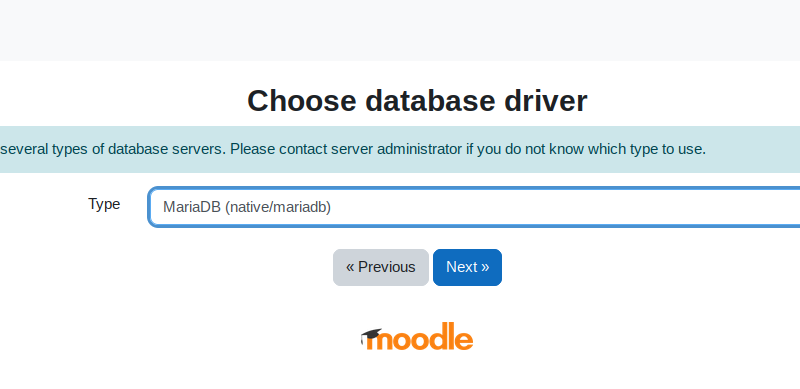 Choose database driver
several types of database servers. Please contact server administrator if you do not know which type to use.
Type
MariaDB (native/mariadb)
« Previous
Next »
moodle